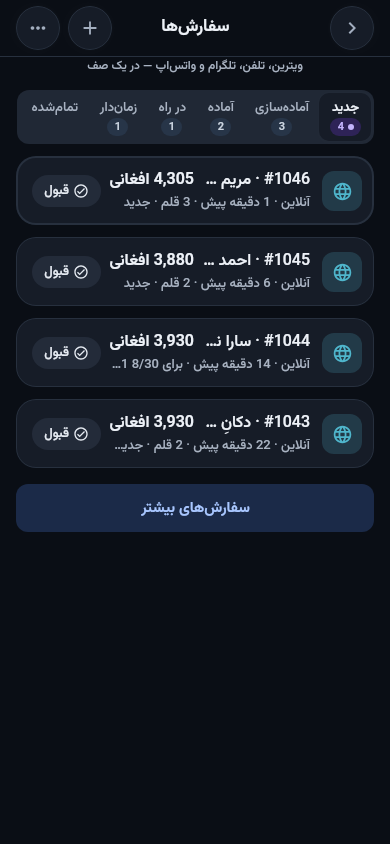 سفارش‌ها
ویترین، تلفن، تلگرام و واتس‌اپ — در یک صف
جدید 4
آماده‌سازی 3
آماده 2
در راه 1
زمان‌دار 1
تمام‌شده
#1046 · مریم … 4,305 افغانی
آنلاین · 1 دقیقه پیش · 3 قلم · جدید
قبول
#1045 · احمد … 3,880 افغانی
آنلاین · 6 دقیقه پیش · 2 قلم · جدید
قبول
#1044 · سارا ن… 3,930 افغانی
آنلاین · 14 دقیقه پیش · برای 8/30 1…
قبول
#1043 · دکانِ … 3,930 افغانی
آنلاین · 22 دقیقه پیش · 2 قلم · جدی…
قبول
سفارش‌های بیشتر